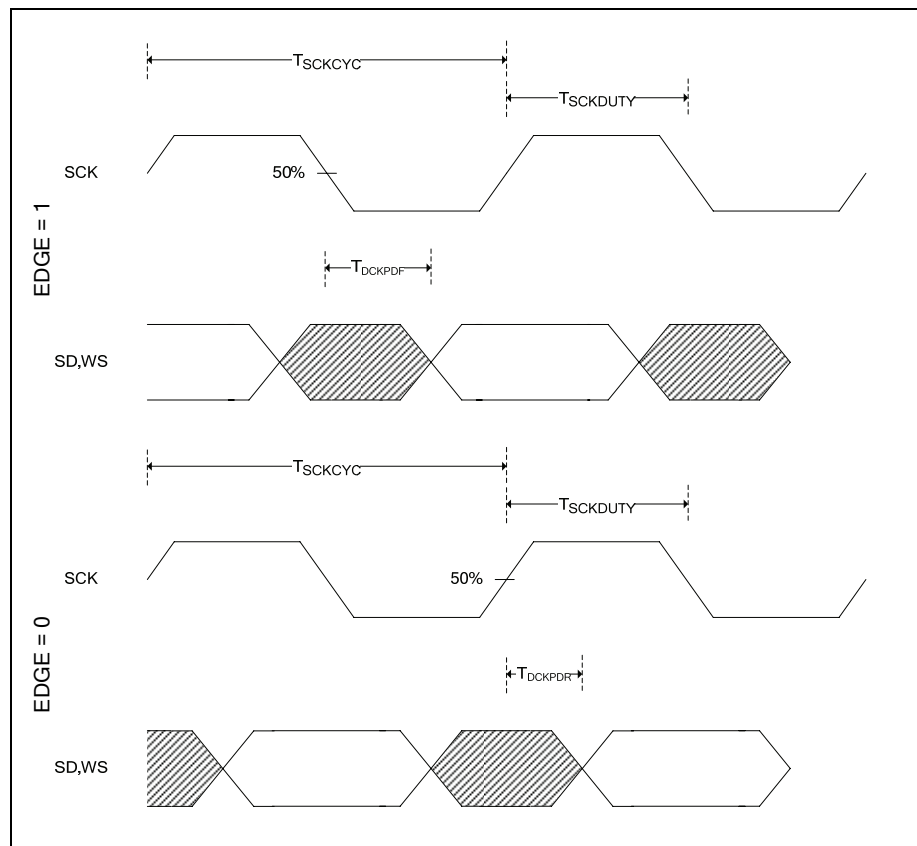 TSCKCYC
TSCKDUTY
SCK
50%
EDGE = 1
TDCKPDF
SD,WS
TSCKCYC
TSCKDUTY
SCK
50%
EDGE = 0
TDCKPDR
SD,WS